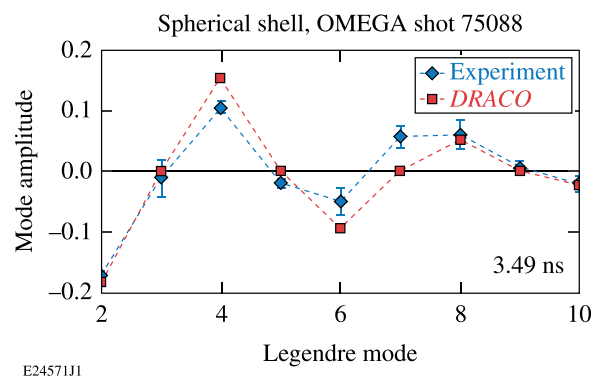 Spherical shell, OMEGA shot 75088
Mode amplitude
0.2
0.1
0.0
–0.1
–0.2
Experiment
DRACO
3.49 ns
2 4 6 8 10
Legendre mode
E24571J1